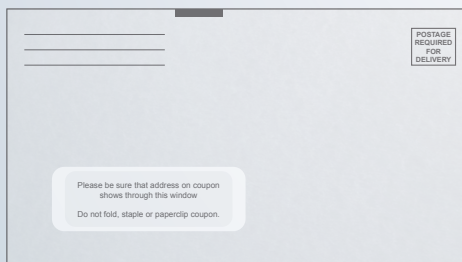 POSTAGE
REQUIRED
FOR
DELIVERY
Please be sure that address on coupon
shows through this window
Do not fold, staple or paperclip coupon.